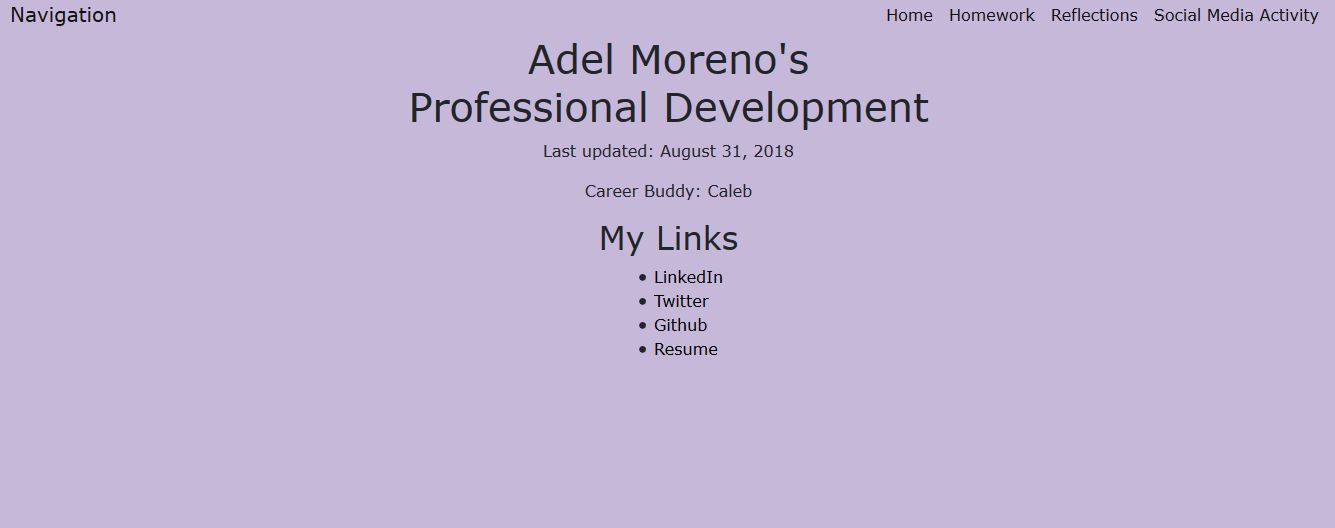 Navigation
Home Homework Reflections Social Media Activity
Adel Moreno's
Professional Development
Last updated: August 31, 2018
Career Buddy: Caleb
My Links
• LinkedIn
• Twitter
• Github
• Resume